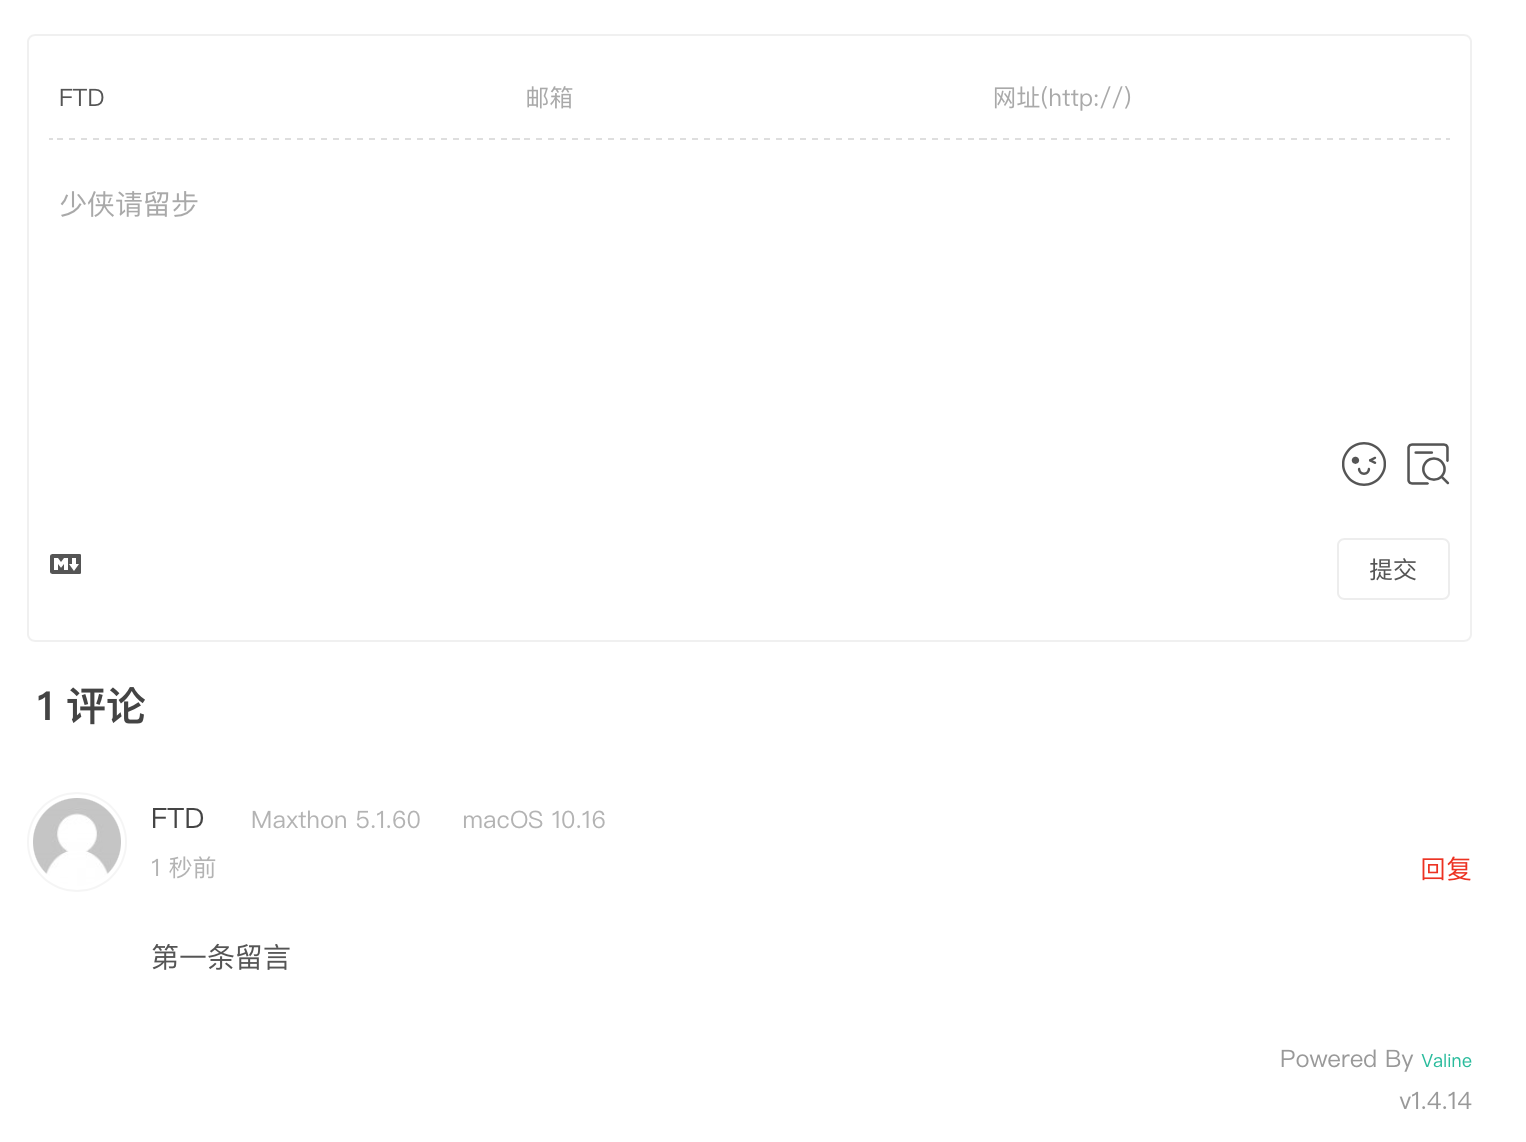 FTD 邮箱 网址(http://)
少侠请留步
M↓
提交
1 评论
FTD Maxthon 5.1.60 macOS 10.16
1 秒前
回复
第一条留言
Powered By Valine
v1.4.14